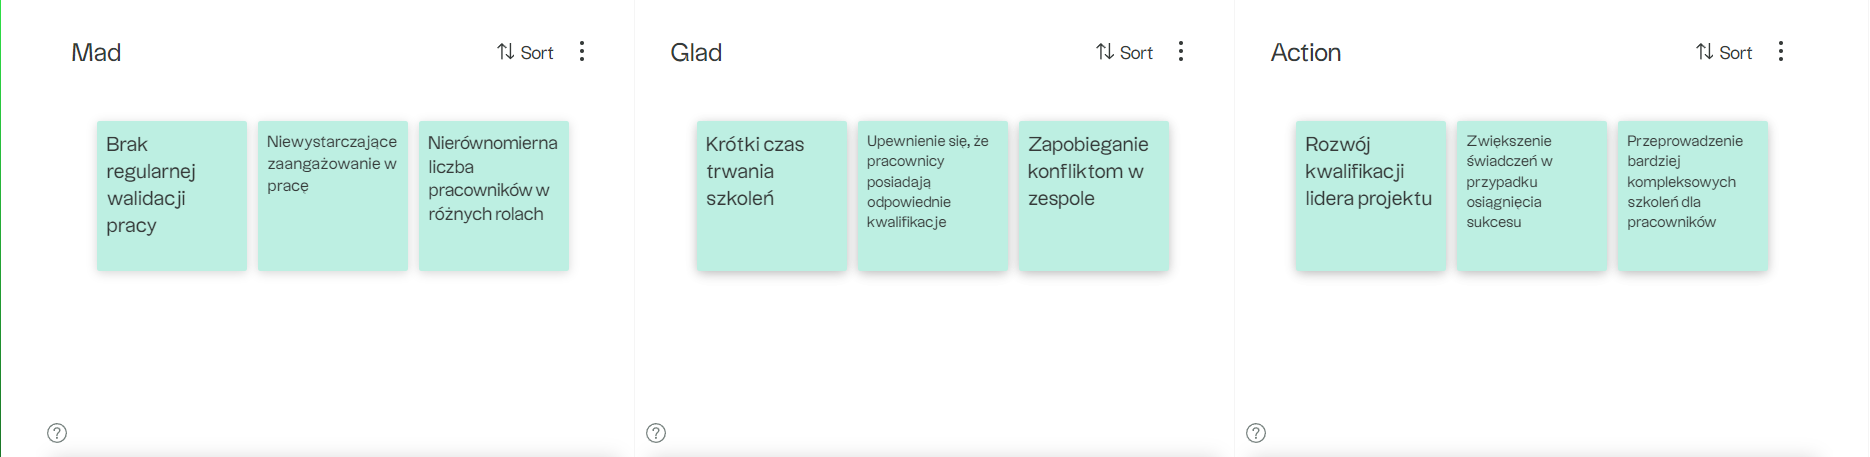 Mad
Sort
Brak
regularnej
walidacji
pracy
Niewystarczające
zaangażowanie w
pracę
Nierównomierna
liczba
pracowników w
różnych rolach
?
Glad
Sort
Krótki czas
trwania
szkoleń
Upewnienie się, że
pracownicy
posiadają
odpowiednie
kwalifikacje
Zapobieganie
konfliktom w
zespole
?
Action
Sort
Rozwój
kwalifikacji
lidera projektu
Zwiększenie
świadczeń w
przypadku
osiągnięcia
sukcesu
Przeprowadzenie
bardziej
kompleksowych
szkoleń dla
pracowników
?